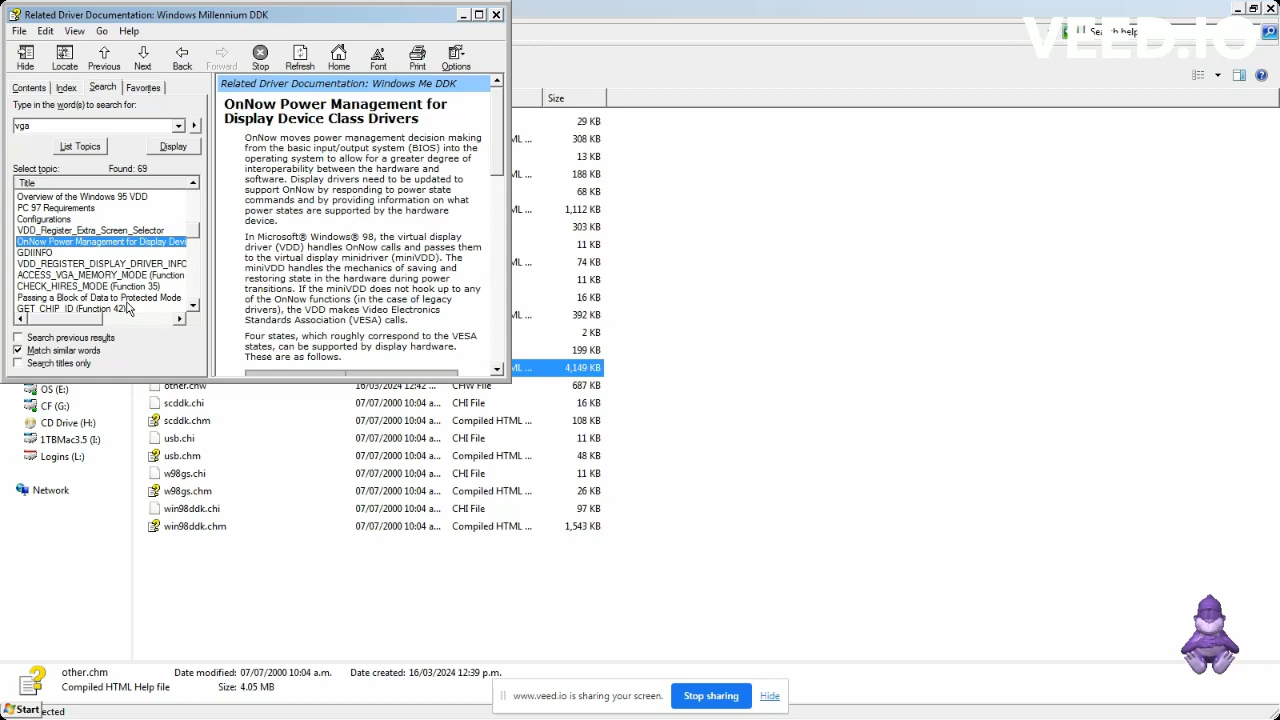 Related Driver Documentation: Windows Millennium DDK
File Edit View Go Help
Hide Locate Previous Next Back Forward Stop Refresh Home Print Font Options
Contents Index Search Favorites
Type in the word(s) to search for:
vga
List Topics Display
Select topic: Found: 69
Title
Overview of the Windows 95 VDD
PC 97 Requirements
Configurations
VDD_Register_Extra_Screen_Selector
OnNow Power Management for Display Devi
GDIINFO
VDD_REGISTER_DISPLAY_DRIVER_INFO
ACCESS_VGA_MEMORY_MODE (Function
CHECK_HIRES_MODE (Function 35)
Passing a Block of Data to Protected Mode
GET_CHIP_ID (Function 42)
Search previous results
Match similar words
Search titles only
Related Driver Documentation: Windows Me DDK
OnNow Power Management for
Display Device Class Drivers
OnNow moves power management decision making
from the basic input/output system (BIOS) into the
operating system to allow for a greater degree of
interoperability between the hardware and
software. Display drivers need to be updated to
support OnNow by responding to power state
commands and by providing information on what
power states are supported by the hardware
device.
In Microsoft® Windows® 98, the virtual display
driver (VDD) handles OnNow calls and passes them
to the virtual display minidriver (miniVDD). The
miniVDD handles the mechanics of saving and
restoring state in the hardware during power
transitions. If the miniVDD does not hook up to any
of the OnNow functions (in the case of legacy
drivers), the VDD makes Video Electronics
Standards Association (VESA) calls.
Four states, which roughly correspond to the VESA
states, can be supported by display hardware.
These are as follows.
VEED.IO
Search help
Size
29 KB
ML ... 308 KB
13 KB
ML ... 188 KB
68 KB
ML ... 1,112 KB
303 KB
11 KB
ML ... 74 KB
11 KB
ML ... 16 KB
ML ... 392 KB
2 KB
ML ... 199 KB
ML ... 4,149 KB
OS (E:)
CF (G:)
CD Drive (H:)
1TBMac3.5 (I:)
Logins (L:)
Network
other.chw 16/03/2024 12:42 ... CHW File 687 KB
scddk.chi 07/07/2000 10:04 a... CHI File 16 KB
scddk.chm 07/07/2000 10:04 a... Compiled HTML ... 108 KB
usb.chi 07/07/2000 10:04 a... CHI File 11 KB
usb.chm 07/07/2000 10:04 a... Compiled HTML ... 48 KB
w98gs.chi 07/07/2000 10:04 a... CHI File 11 KB
w98gs.chm 07/07/2000 10:04 a... Compiled HTML ... 26 KB
win98ddk.chi 07/07/2000 10:04 a... CHI File 97 KB
win98ddk.chm 07/07/2000 10:04 a... Compiled HTML ... 1,543 KB
other.chm Date modified: 07/07/2000 10:04 a.m. Date created: 16/03/2024 12:39 p.m.
Compiled HTML Help file Size: 4.05 MB
www.veed.io is sharing your screen. Stop sharing Hide
Start ected